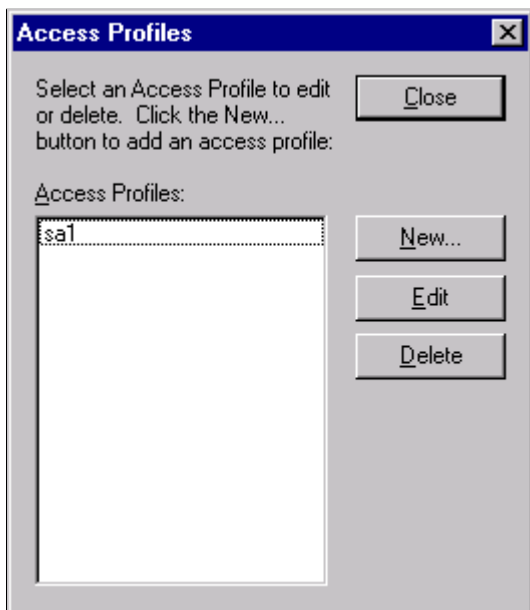 Access Profiles
Select an Access Profile to edit
or delete. Click the New...
button to add an access profile:
Close
Access Profiles:
sa1
New...
Edit
Delete